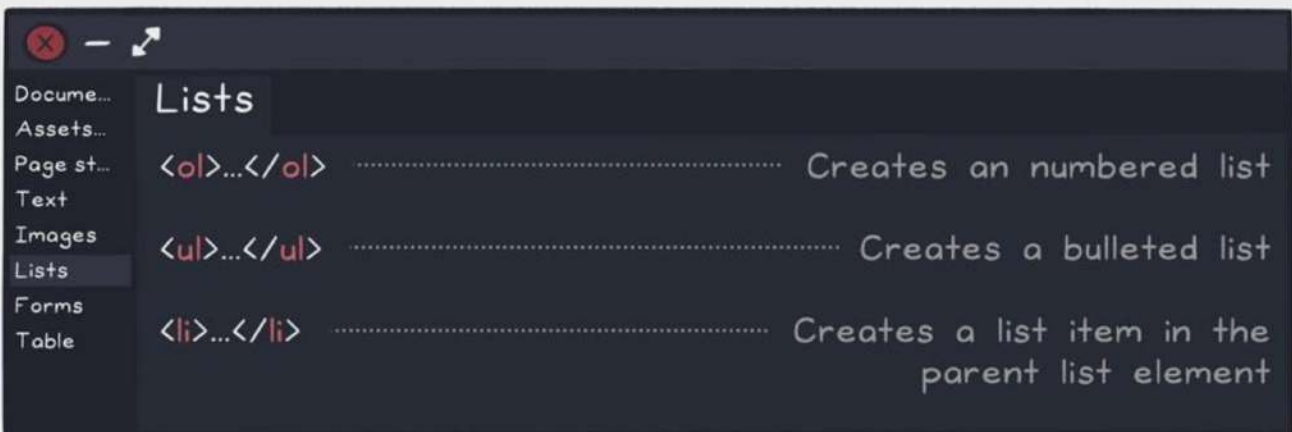 Docume...
Assets...
Page st...
Text
Images
Lists
Forms
Table
Lists
<ol>...</ol> Creates an numbered list
<ul>...</ul> Creates a bulleted list
<li>...</li> Creates a list item in the
parent list element